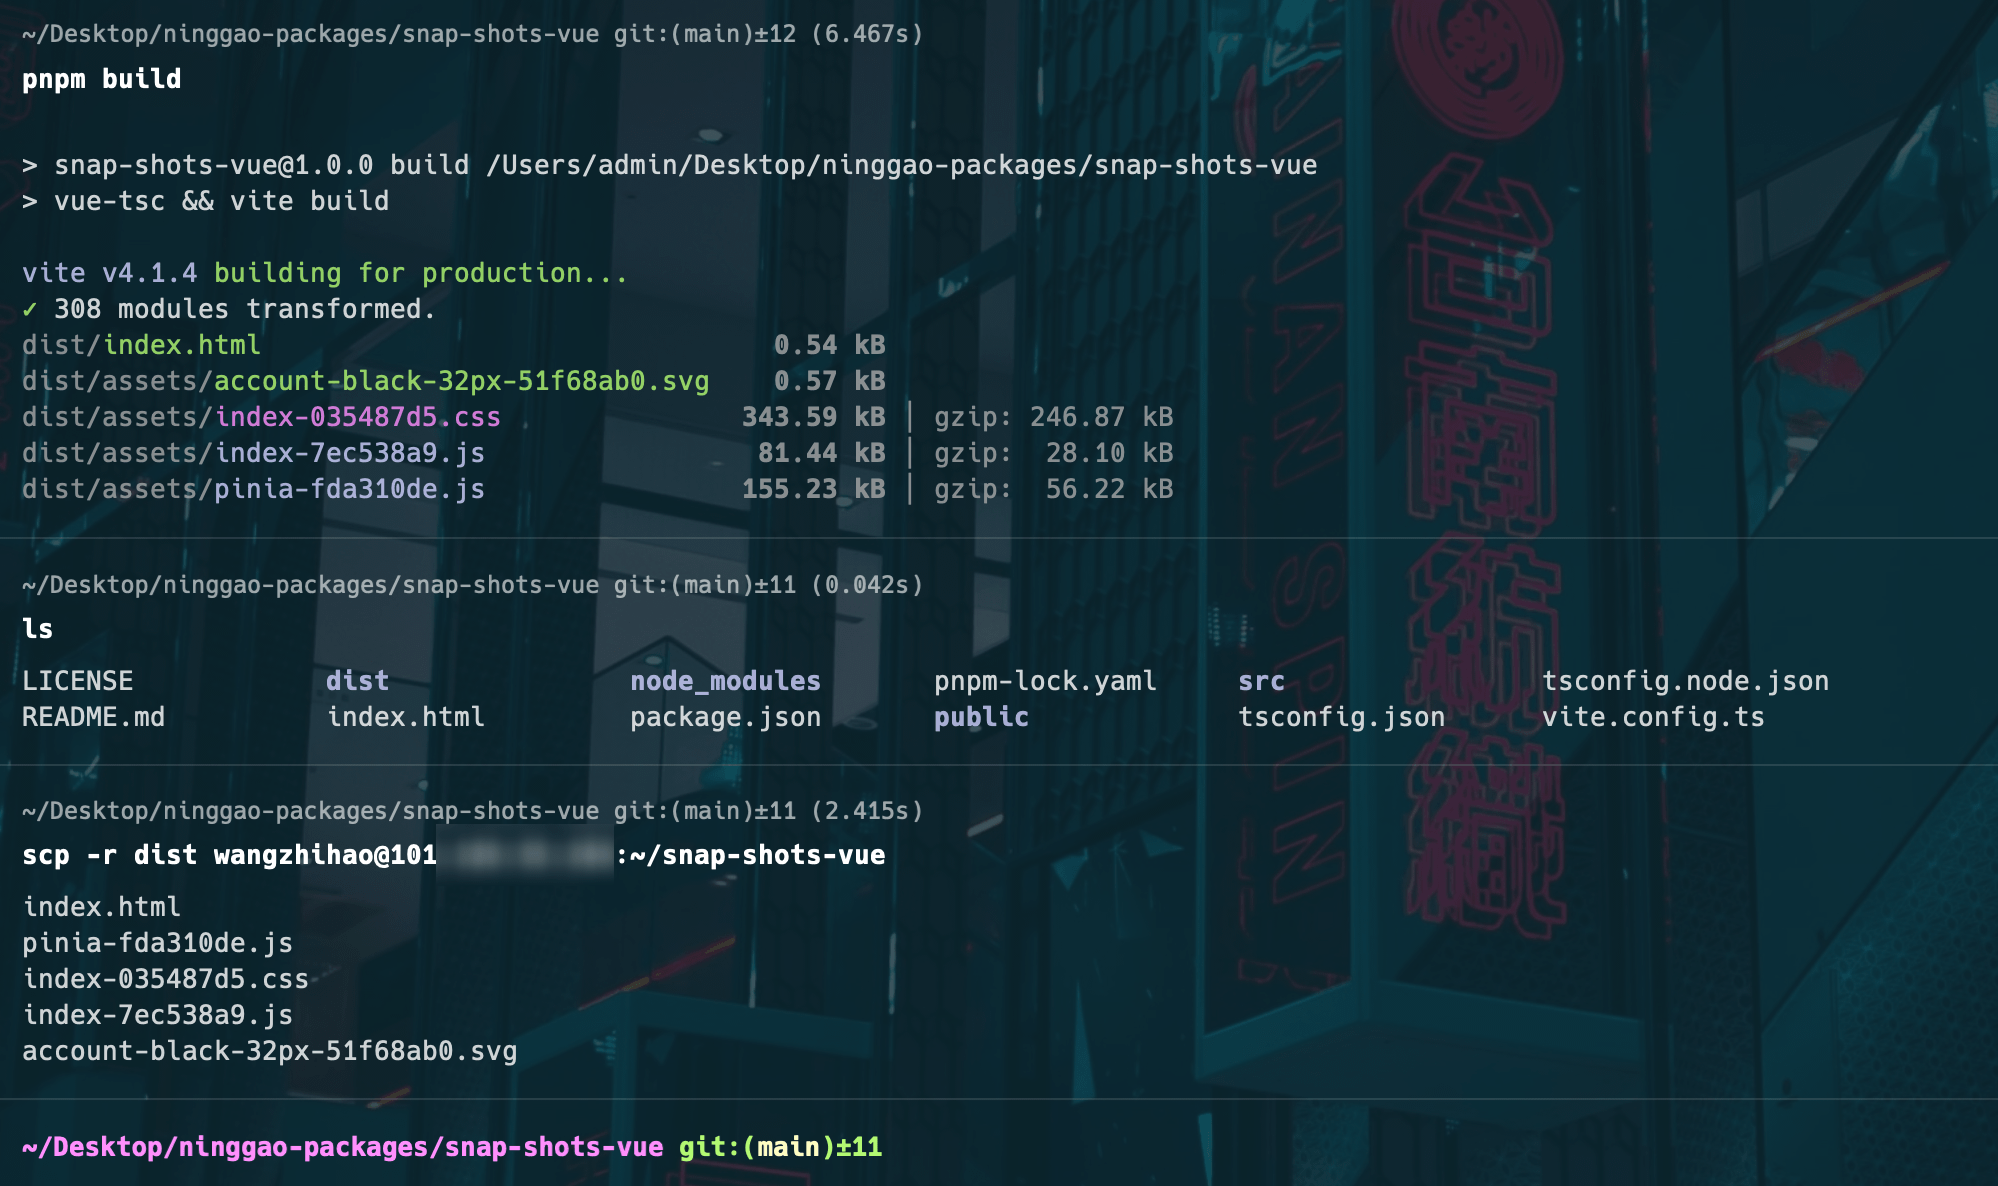 ~/Desktop/ninggao-packages/snap-shots-vue git:(main)±12 (6.467s)
pnpm build
> snap-shots-vue@1.0.0 build /Users/admin/Desktop/ninggao-packages/snap-shots-vue
> vue-tsc && vite build
vite v4.1.4 building for production...
✓ 308 modules transformed.
dist/index.html 0.54 kB
dist/assets/account-black-32px-51f68ab0.svg 0.57 kB
dist/assets/index-035487d5.css 343.59 kB │ gzip: 246.87 kB
dist/assets/index-7ec538a9.js 81.44 kB │ gzip: 28.10 kB
dist/assets/pinia-fda310de.js 155.23 kB │ gzip: 56.22 kB
~/Desktop/ninggao-packages/snap-shots-vue git:(main)±11 (0.042s)
ls
LICENSE dist node_modules pnpm-lock.yaml src tsconfig.node.json
README.md index.html package.json public tsconfig.json vite.config.ts
~/Desktop/ninggao-packages/snap-shots-vue git:(main)±11 (2.415s)
scp -r dist wangzhihao@101 :~/snap-shots-vue
index.html
pinia-fda310de.js
index-035487d5.css
index-7ec538a9.js
account-black-32px-51f68ab0.svg
~/Desktop/ninggao-packages/snap-shots-vue git:(main)±11